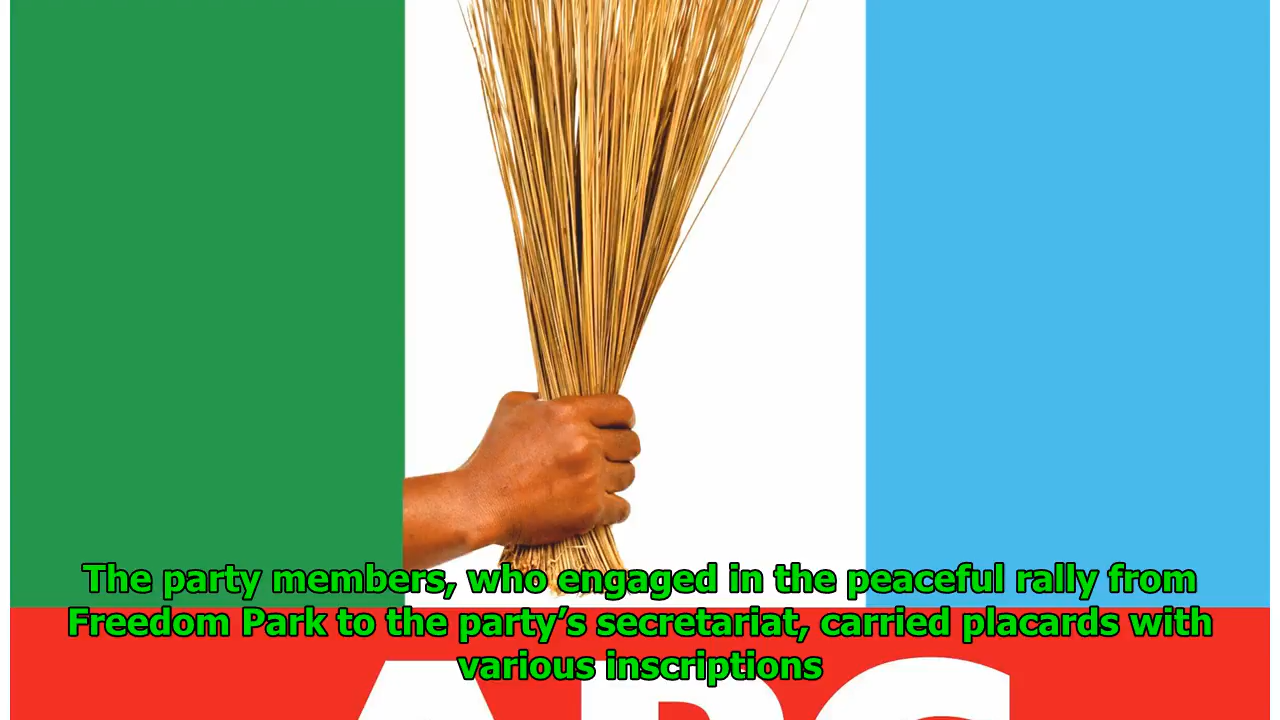 The party members, who engaged in the peaceful rally from
Freedom Park to the party’s secretariat, carried placards with
various inscriptions
APC